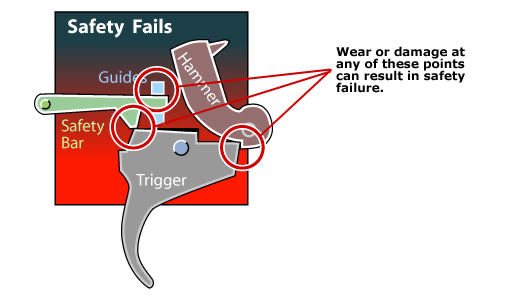 Safety Fails
Guides
Hammer
Safety
Bar
Trigger
Wear or damage at
any of these points
can result in safety
failure.